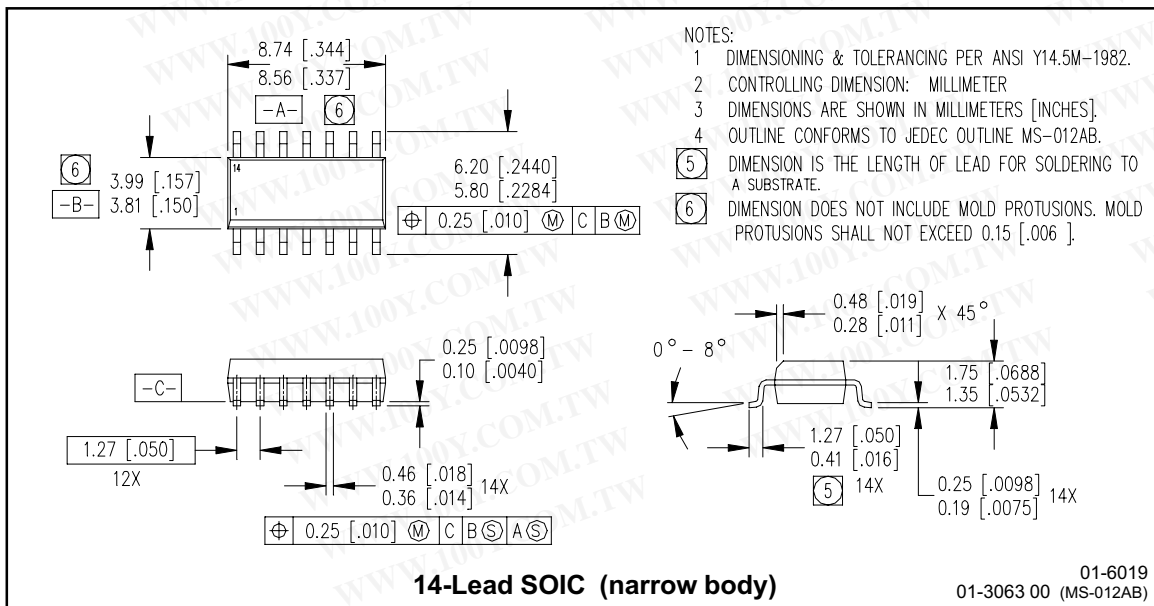 8.74 [.344]
8.56 [.337]
-A- 6
14
1
6
3.99 [.157]
3.81 [.150]
-B-
6.20 [.2440]
5.80 [.2284]
⌖ 0.25 [.010] Ⓜ C B Ⓜ
NOTES:
1 DIMENSIONING & TOLERANCING PER ANSI Y14.5M-1982.
2 CONTROLLING DIMENSION: MILLIMETER
3 DIMENSIONS ARE SHOWN IN MILLIMETERS [INCHES].
4 OUTLINE CONFORMS TO JEDEC OUTLINE MS-012AB.
5 DIMENSION IS THE LENGTH OF LEAD FOR SOLDERING TO
A SUBSTRATE.
6 DIMENSION DOES NOT INCLUDE MOLD PROTUSIONS. MOLD
PROTUSIONS SHALL NOT EXCEED 0.15 [.006 ].
-C-
0.25 [.0098]
0.10 [.0040]
1.27 [.050]
12X
0.46 [.018]
0.36 [.014] 14X
⌖ 0.25 [.010] Ⓜ C B Ⓢ A Ⓢ
0.48 [.019]
0.28 [.011] X 45°
0°-8°
1.75 [.0688]
1.35 [.0532]
1.27 [.050]
0.41 [.016]
5 14X
0.25 [.0098]
0.19 [.0075] 14X
14-Lead SOIC (narrow body)
01-6019
01-3063 00 (MS-012AB)
WWW.100Y.COM.TW